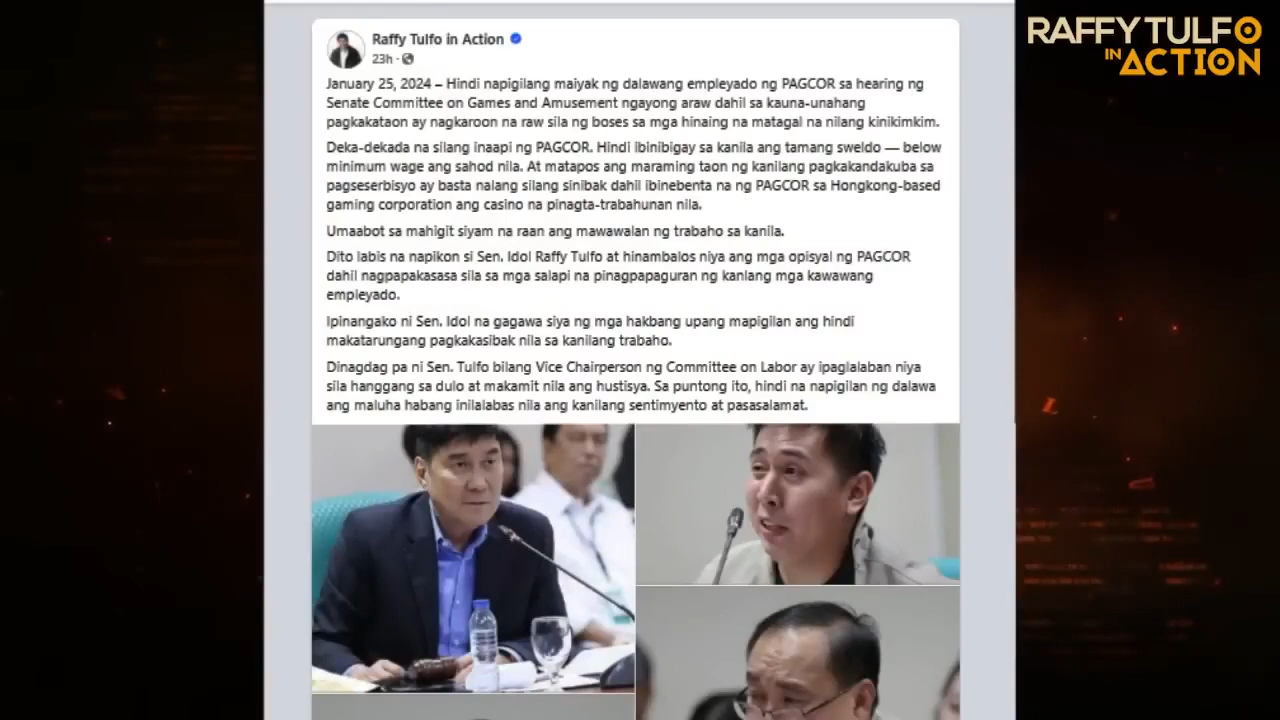 Raffy Tulfo in Action
23h ·
RAFFY TULFO
IN ACTION
January 25, 2024 – Hindi napigilang maiyak ng dalawang empleyado ng PAGCOR sa hearing ng
Senate Committee on Games and Amusement ngayong araw dahil sa kauna-unahang
pagkakataon ay nagkaroon na raw sila ng boses sa mga hinaing na matagal na nilang kinikimkim.
Deka-dekada na silang inaapi ng PAGCOR. Hindi ibinibigay sa kanila ang tamang sweldo — below
minimum wage ang sahod nila. At matapos ang maraming taon ng kanilang pagkakandakuba sa
pagseserbisyo ay basta nalang silang sinibak dahil ibinebenta na ng PAGCOR sa Hongkong-based
gaming corporation ang casino na pinagta-trabahunan nila.
Umaabot sa mahigit siyam na raan ang mawawalan ng trabaho sa kanila.
Dito labis na napikon si Sen. Idol Raffy Tulfo at hinambalos niya ang mga opisyal ng PAGCOR
dahil nagpapakasasa sila sa mga salapi na pinagpapaguran ng kanlang mga kawawang
empleyado.
Ipinangako ni Sen. Idol na gagawa siya ng mga hakbang upang mapigilan ang hindi
makatarungang pagkakasibak nila sa kanilang trabaho.
Dinagdag pa ni Sen. Tulfo bilang Vice Chairperson ng Committee on Labor ay ipaglalaban niya
sila hanggang sa dulo at makamit nila ang hustisya. Sa puntong ito, hindi na napigilan ng dalawa
ang maluha habang inilalabas nila ang kanilang sentimyento at pasasalamat.